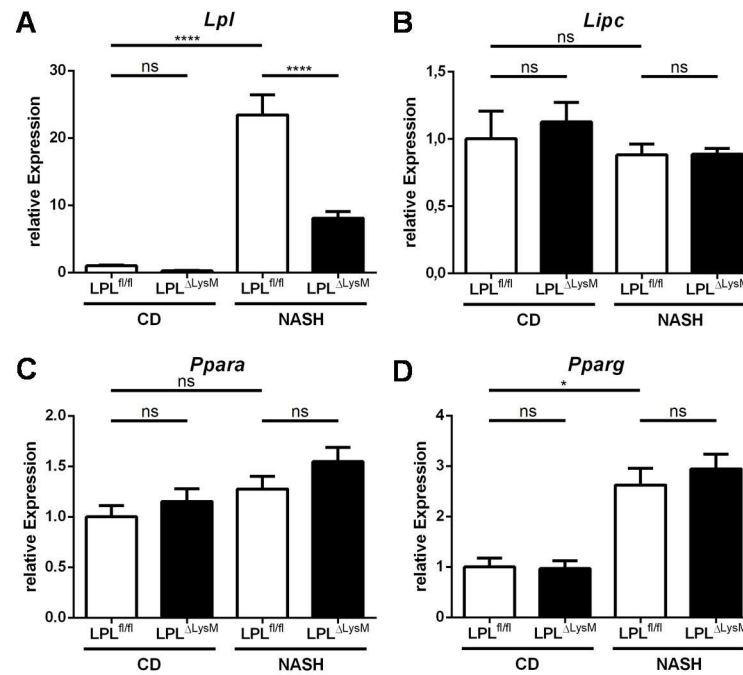 A
Lpl
****
ns
****
relative Expression
30
20
10
0
LPL^fl/fl
LPL^ΔLysM
LPL^fl/fl
LPL^ΔLysM
CD
NASH
B
Lipc
ns
ns
ns
relative Expression
1,5
1,0
0,5
0,0
LPL^fl/fl
LPL^ΔLysM
LPL^fl/fl
LPL^ΔLysM
CD
NASH
C
Ppara
ns
ns
ns
relative Expression
2.0
1.5
1.0
0.5
0.0
LPL^fl/fl
LPL^ΔLysM
LPL^fl/fl
LPL^ΔLysM
CD
NASH
D
Pparg
*
ns
ns
relative Expression
4
3
2
1
0
LPL^fl/fl
LPL^ΔLysM
LPL^fl/fl
LPL^ΔLysM
CD
NASH